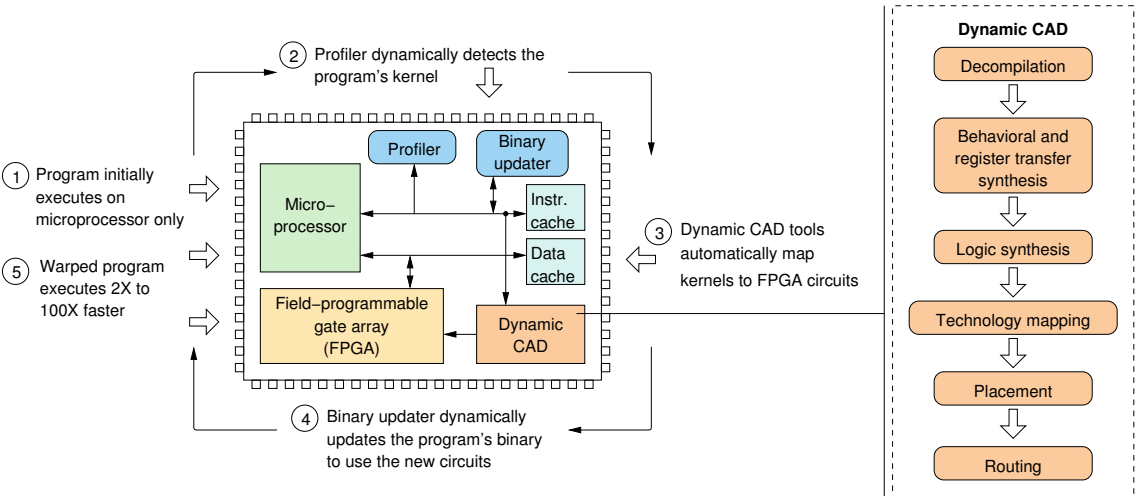 2 Profiler dynamically detects the
program's kernel
1 Program initially
executes on
microprocessor only
5 Warped program
executes 2X to
100X faster
Profiler
Binary
updater
Micro–
processor
Instr.
cache
Data
cache
Field–programmable
gate array
(FPGA)
Dynamic
CAD
3 Dynamic CAD tools
automatically map
kernels to FPGA circuits
4 Binary updater dynamically
updates the program's binary
to use the new circuits
Dynamic CAD
Decompilation
Behavioral and
register transfer
synthesis
Logic synthesis
Technology mapping
Placement
Routing